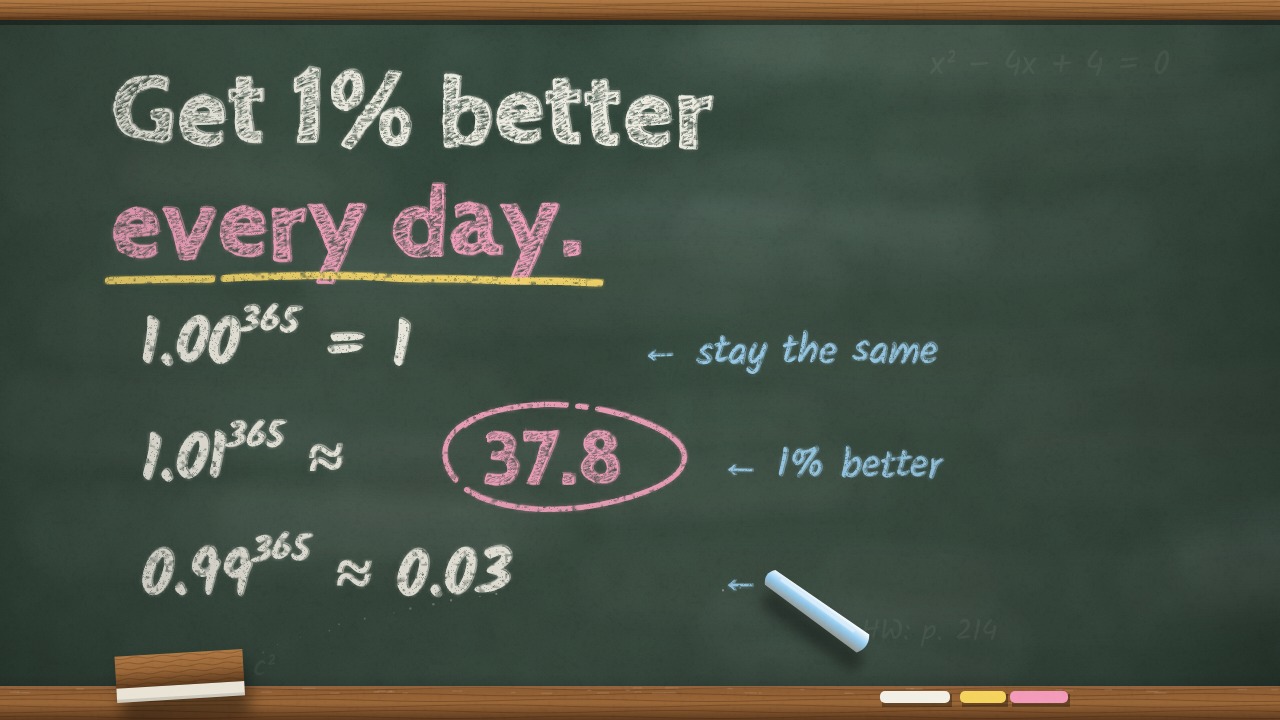 x² − 4x + 4 = 0
Get 1% better
every day.
1.00³⁶⁵ = 1 ← stay the same
1.01³⁶⁵ ≈ 37.8 ← 1% better
0.99³⁶⁵ ≈ 0.03 ←
HW: p. 214
c²